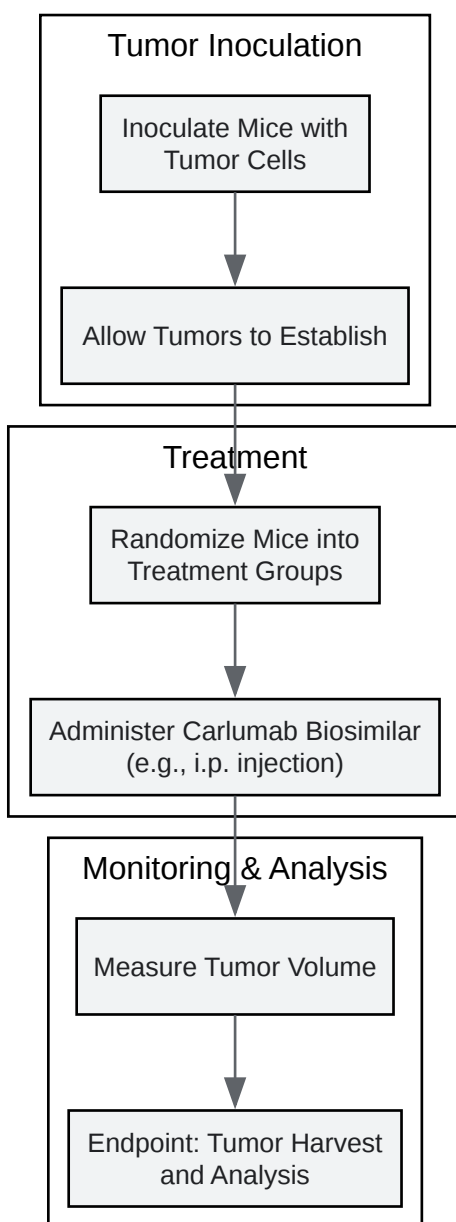 Tumor Inoculation
Inoculate Mice with
Tumor Cells
Allow Tumors to Establish
Treatment
Randomize Mice into
Treatment Groups
Administer Carlumab Biosimilar
(e.g., i.p. injection)
Monitoring & Analysis
Measure Tumor Volume
Endpoint: Tumor Harvest
and Analysis